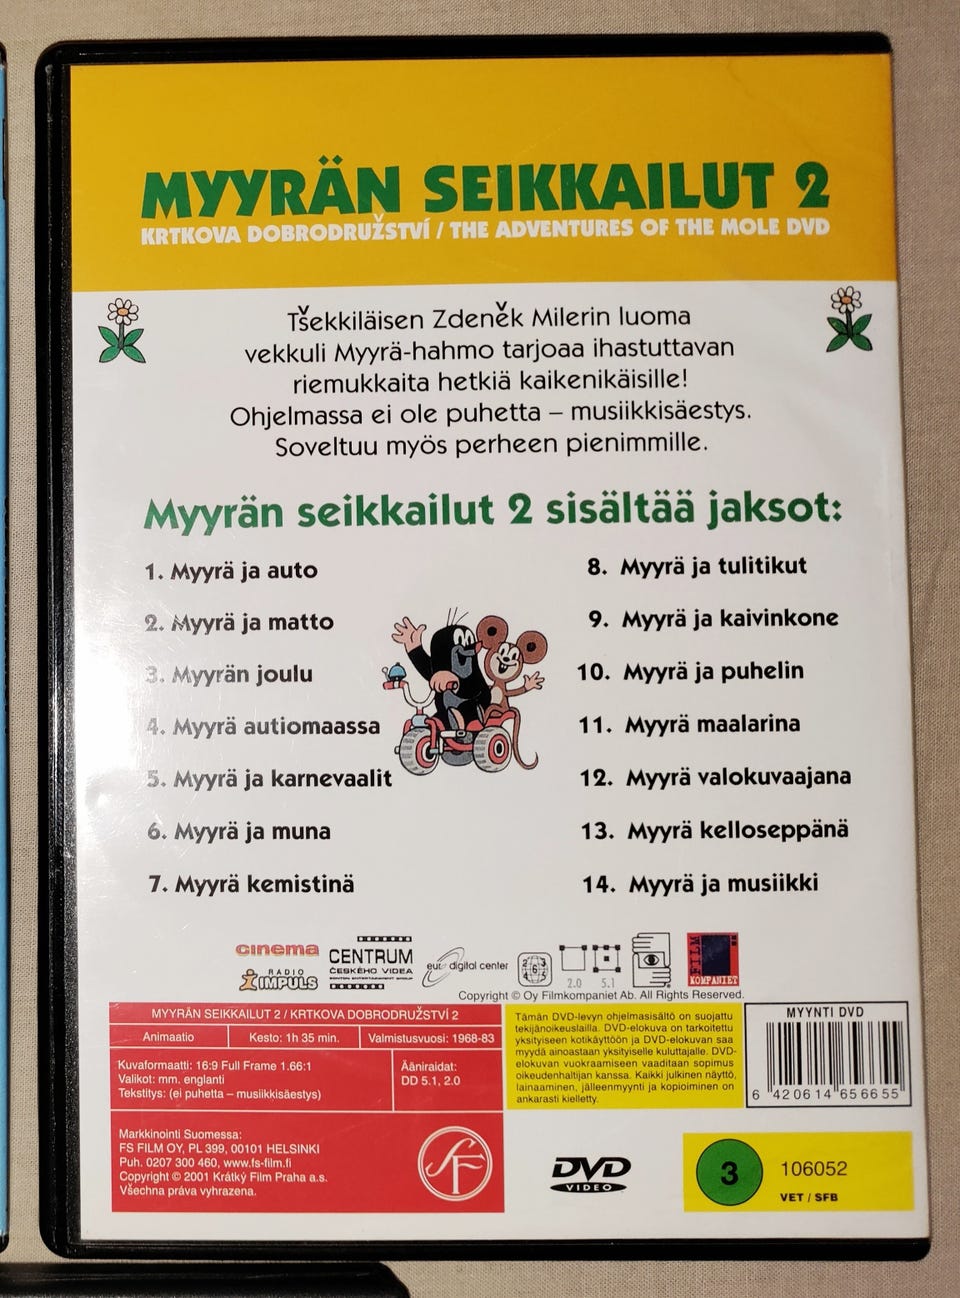 MYYRÄN SEIKKAILUT 2
KRTKOVA DOBRODRUŽSTVÍ / THE ADVENTURES OF THE MOLE DVD
Tšekkiläisen Zdeněk Milerin luoma
vekkuli Myyrä-hahmo tarjoaa ihastuttavan
riemukkaita hetkiä kaikenikäisille!
Ohjelmassa ei ole puhetta – musiikkisäestys.
Soveltuu myös perheen pienimmille.
Myyrän seikkailut 2 sisältää jaksot:
1. Myyrä ja auto
2. Myyrä ja matto
3. Myyrän joulu
4. Myyrä autiomaassa
5. Myyrä ja karnevaalit
6. Myyrä ja muna
7. Myyrä kemistinä
8. Myyrä ja tulitikut
9. Myyrä ja kaivinkone
10. Myyrä ja puhelin
11. Myyrä maalarina
12. Myyrä valokuvaajana
13. Myyrä kelloseppänä
14. Myyrä ja musiikki
cinema
RADIO
IMPULS
CENTRUM
ČESKÉHO VIDEA
euro digital center
2.0
5.1
FILM
KOMPANIET
Copyright © Oy Filmkompaniet Ab. All Rights Reserved.
MYYRÄN SEIKKAILUT 2 / KRTKOVA DOBRODRUŽSTVÍ 2
Animaatio
Kesto: 1h 35 min.
Valmistusvuosi: 1968-83
Kuvaformaatti: 16:9 Full Frame 1.66:1
Valikot: mm. englanti
Tekstitys: (ei puhetta – musiikkisäestys)
Ääniraidat:
DD 5.1, 2.0
Markkinointi Suomessa:
FS FILM OY, PL 399, 00101 HELSINKI
Puh. 0207 300 460, www.fs-film.fi
Copyright © 2001 Krátký Film Praha a.s.
Všechna práva vyhrazena.
SF
Tämän DVD-levyn ohjelmasisältö on suojattu
tekijänoikeuslailla. DVD-elokuva on tarkoitettu
yksityiseen kotikäyttöön ja DVD-elokuvan saa
myydä ainoastaan yksityiselle kuluttajalle. DVD-
elokuvan vuokraamiseen vaaditaan sopimus
oikeudenhaltijan kanssa. Kaikki julkinen näyttö,
lainaaminen, jälleenmyynti ja kopioiminen on
ankarasti kielletty.
MYYNTI DVD
6 420614 656655
DVD
VIDEO
3
106052
VET / SFB